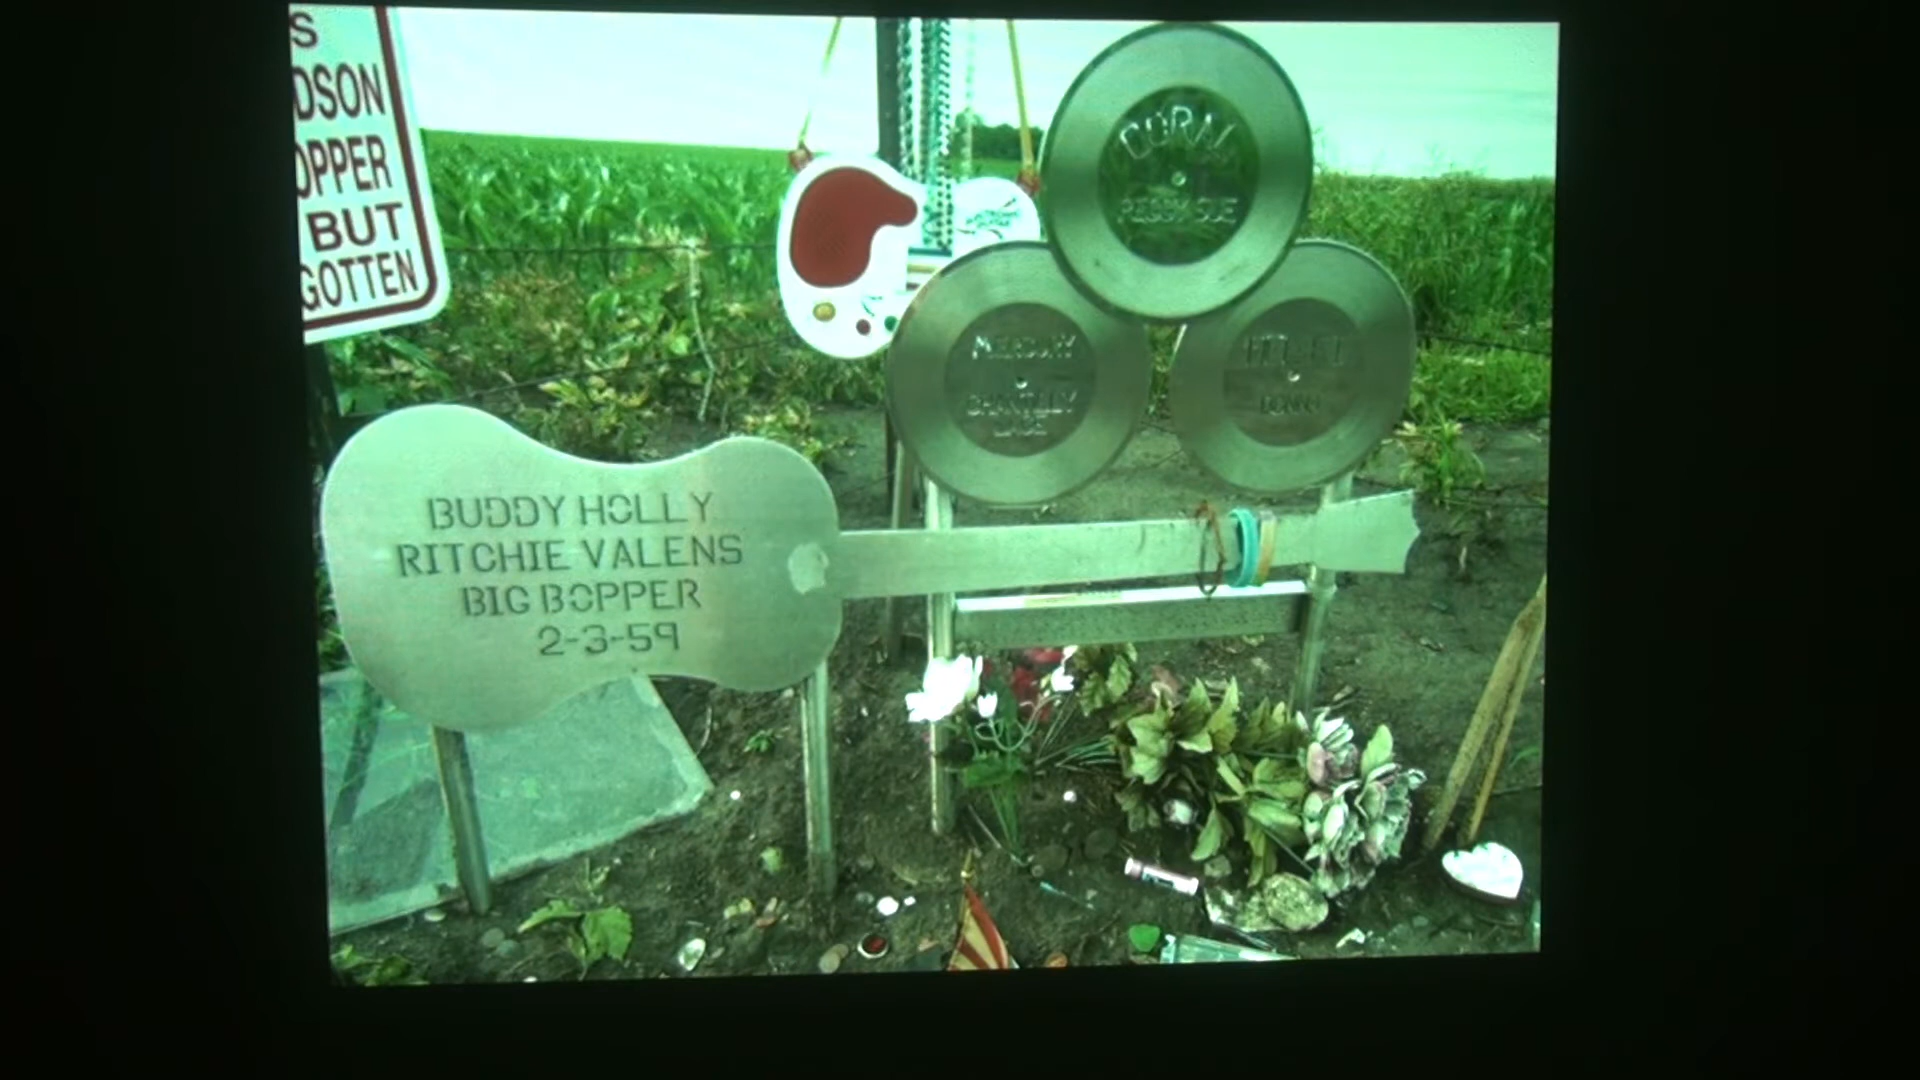 S
DSON
OPPER
BUT
GOTTEN
CORAL
PEGGY SUE
MERCURY
CHANTILLY
LACE
DONNA
BUDDY HOLLY
RITCHIE VALENS
BIG BOPPER
2-3-59